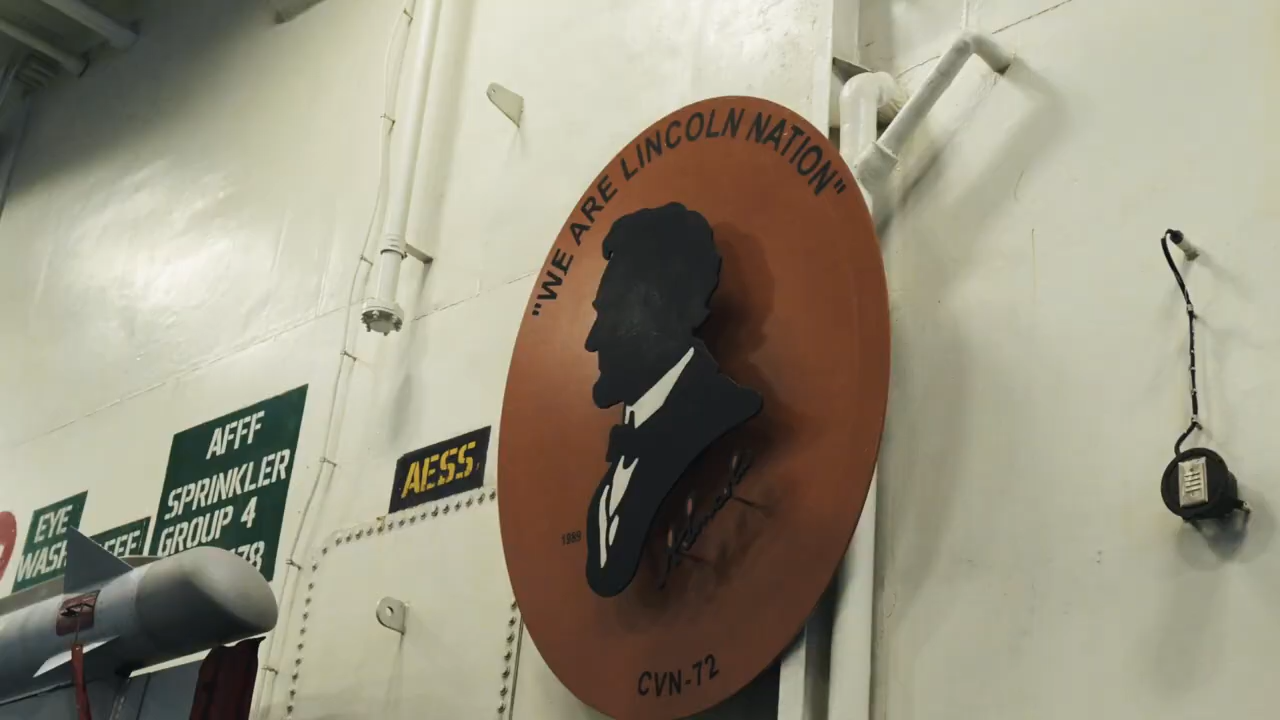 "WE ARE LINCOLN NATION"
1989
CVN-72
AESS
AFFF
SPRINKLER
GROUP 4
EYE
WASH